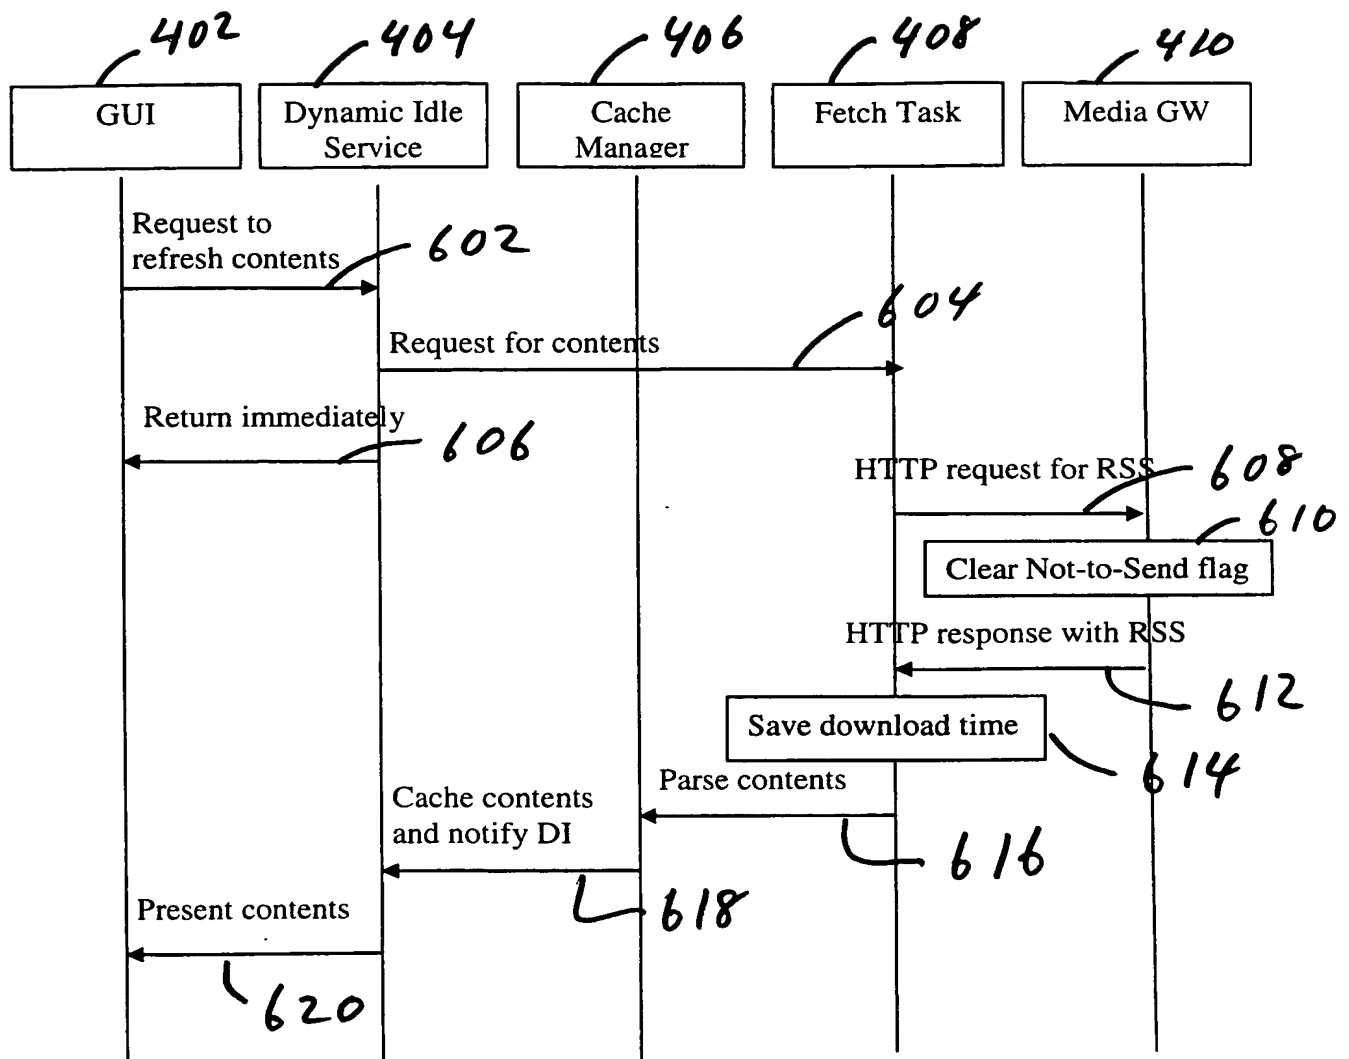 402
404
406
408
410
GUI
Dynamic Idle
Service
Cache
Manager
Fetch Task
Media GW
Request to
refresh contents
602
604
Request for contents
Return immediately
606
HTTP request for RSS
608
610
Clear Not-to-Send flag
HTTP response with RSS
612
Save download time
614
Parse contents
616
Cache contents
and notify DI
618
Present contents
620